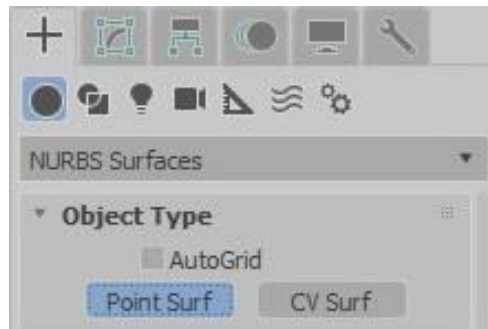 NURBS Surfaces
Object Type
AutoGrid
Point Surf CV Surf